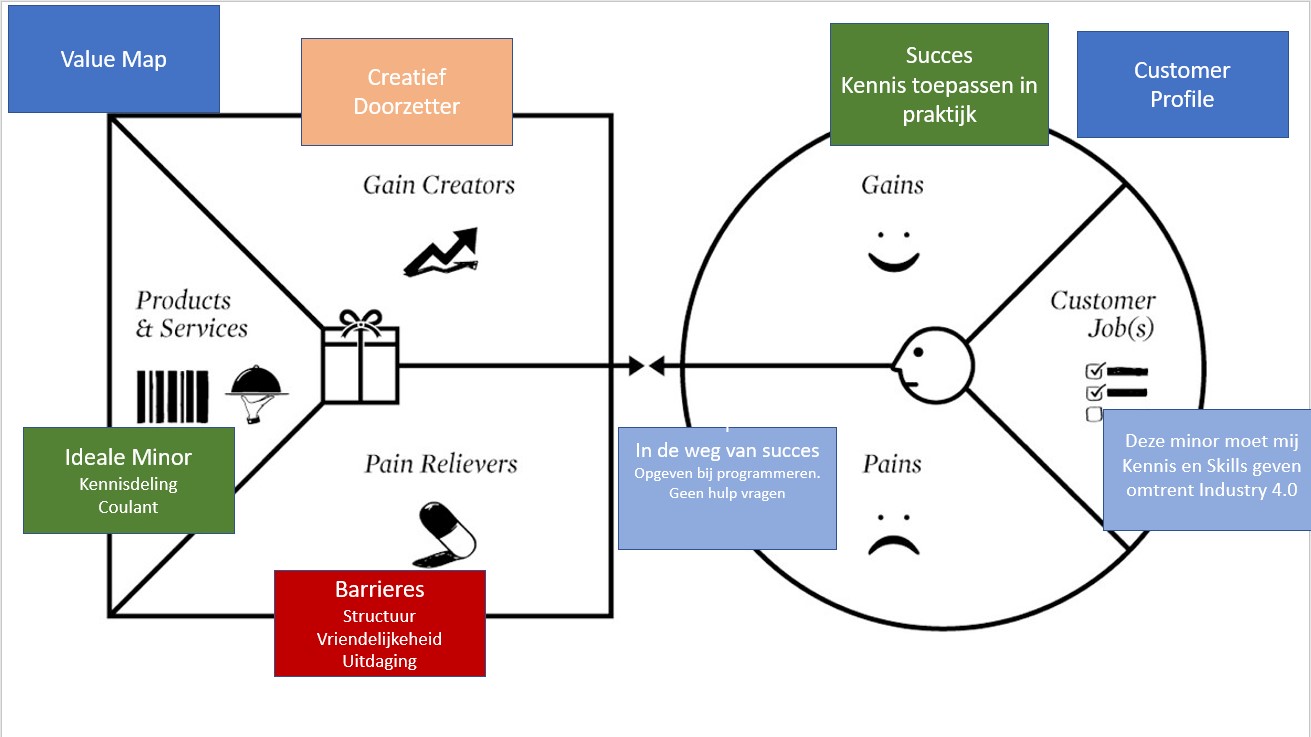 Value Map
Creatief
Doorzetter
Gain Creators
Products
& Services
Ideale Minor
Kennisdeling
Coulant
Pain Relievers
Barrieres
Structuur
Vriendelijkeheid
Uitdaging
Succes
Kennis toepassen in
praktijk
Customer
Profile
Gains
Customer
Job(s)
In de weg van succes
Opgeven bij programmeren.
Geen hulp vragen
Pains
Deze minor moet mij
Kennis en Skills geven
omtrent Industry 4.0